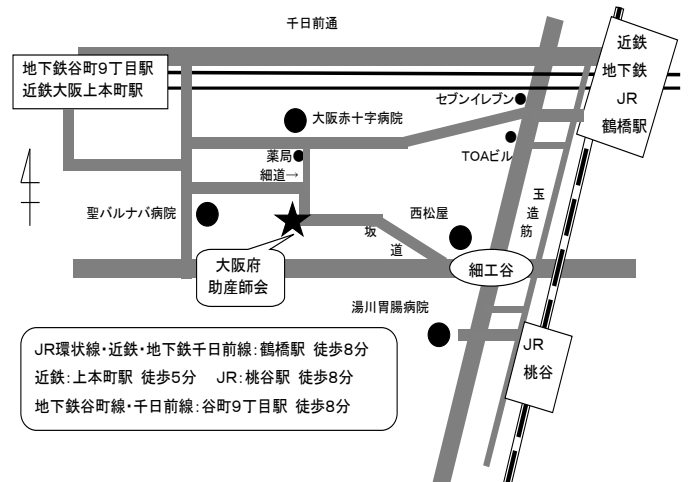 千日前通
近鉄
地下鉄
JR
鶴橋駅
地下鉄谷町9丁目駅
近鉄大阪上本町駅
セブンイレブン
大阪赤十字病院
TOAビル
薬局
細道→
玉造筋
聖バルナバ病院
西松屋
坂道
大阪府
助産師会
細工谷
湯川胃腸病院
JR
桃谷
JR環状線・近鉄・地下鉄千日前線：鶴橋駅 徒歩8分
近鉄：上本町駅 徒歩5分 JR：桃谷駅 徒歩8分
地下鉄谷町線・千日前線：谷町9丁目駅 徒歩8分